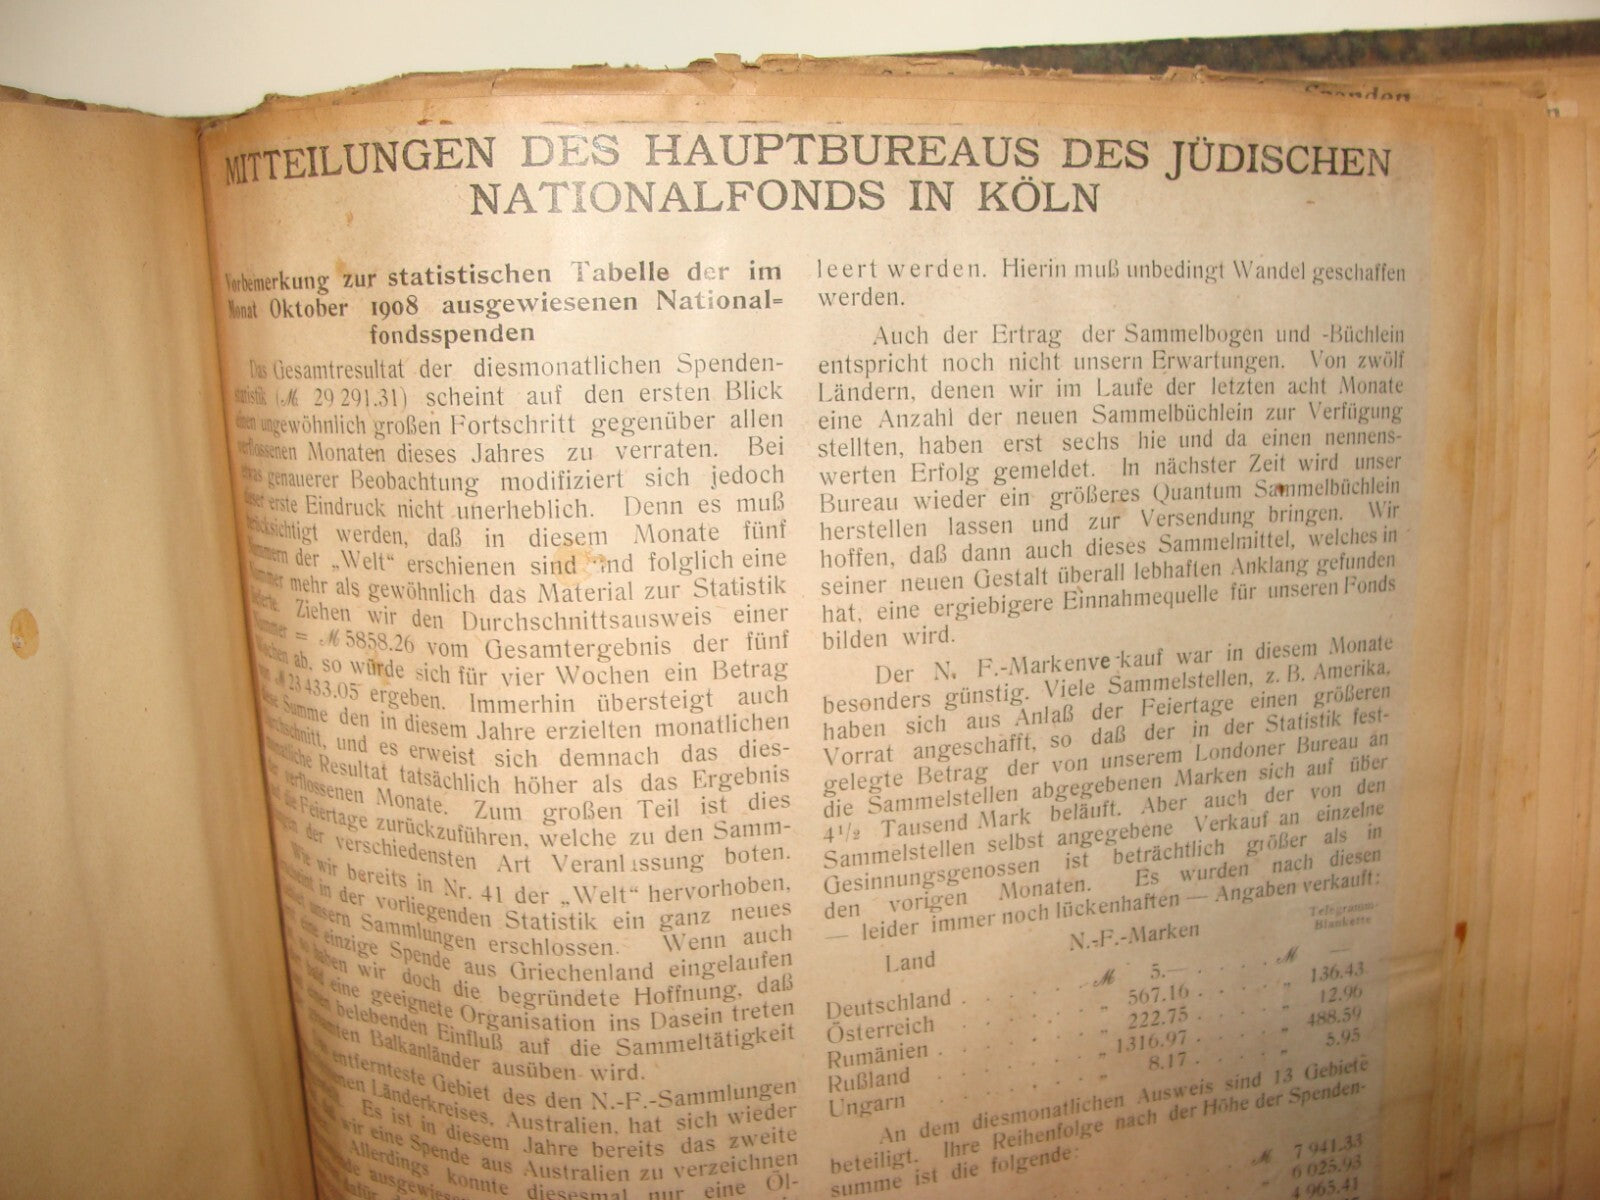 Spenden
MITTEILUNGEN DES HAUPTBUREAUS DES JÜDISCHEN
NATIONALFONDS IN KÖLN
Vorbemerkung zur statistischen Tabelle der im
Monat Oktober 1908 ausgewiesenen National=
fondsspenden
Das Gesamtresultat der diesmonatlichen Spenden-
statistik (M. 29 291.31) scheint auf den ersten Blick
einen ungewöhnlich großen Fortschritt gegenüber allen
verflossenen Monaten dieses Jahres zu verraten. Bei
etwas genauerer Beobachtung modifiziert sich jedoch
dieser erste Eindruck nicht unerheblich. Denn es muß
berücksichtigt werden, daß in diesem Monate fünf
Nummern der „Welt“ erschienen sind und folglich eine
Nummer mehr als gewöhnlich das Material zur Statistik
lieferte. Ziehen wir den Durchschnittsausweis einer
Nummer = M 5858.26 vom Gesamtergebnis der fünf
Wochen ab, so würde sich für vier Wochen ein Betrag
von M 23 433.05 ergeben. Immerhin übersteigt auch
diese Summe den in diesem Jahre erzielten monatlichen
Durchschnitt, und es erweist sich demnach das dies-
monatliche Resultat tatsächlich höher als das Ergebnis
der verflossenen Monate. Zum großen Teil ist dies
auf die Feiertage zurückzuführen, welche zu den Samm-
lungen der verschiedensten Art Veranlassung boten.
Wie wir bereits in Nr. 41 der „Welt“ hervorhoben,
erscheint in der vorliegenden Statistik ein ganz neues
unsern Sammlungen erschlossen. Wenn auch
eine einzige Spende aus Griechenland eingelaufen
so haben wir doch die begründete Hoffnung, daß
bald eine geeignete Organisation ins Dasein treten
einen belebenden Einfluß auf die Sammeltätigkeit
gesamten Balkanländer ausüben wird.
entfernteste Gebiet des den N.-F.-Sammlungen
Länderkreises, Australien, hat sich wieder
Es ist in diesem Jahre bereits das zweite
wir eine Spende aus Australien zu verzeichnen
Allerdings konnte diesesmal nur eine Öl-
leert werden. Hierin muß unbedingt Wandel geschaffen
werden.
Auch der Ertrag der Sammelbogen und -Büchlein
entspricht noch nicht unsern Erwartungen. Von zwölf
Ländern, denen wir im Laufe der letzten acht Monate
eine Anzahl der neuen Sammelbüchlein zur Verfügung
stellten, haben erst sechs hie und da einen nennens-
werten Erfolg gemeldet. In nächster Zeit wird unser
Bureau wieder ein größeres Quantum Sammelbüchlein
herstellen lassen und zur Versendung bringen. Wir
hoffen, daß dann auch dieses Sammelmittel, welches in
seiner neuen Gestalt überall lebhaften Anklang gefunden
hat, eine ergiebigere Einnahmequelle für unseren Fonds
bilden wird.
Der N. F.-Markenverkauf war in diesem Monate
besonders günstig. Viele Sammelstellen, z. B. Amerika,
haben sich aus Anlaß der Feiertage einen größeren
Vorrat angeschafft, so daß der in der Statistik fest-
gelegte Betrag der von unserem Londoner Bureau an
die Sammelstellen abgegebenen Marken sich auf über
4½ Tausend Mark beläuft. Aber auch der von den
Sammelstellen selbst angegebene Verkauf an einzelne
Gesinnungsgenossen ist beträchtlich größer als in
den vorigen Monaten. Es wurden nach diesen
— leider immer noch lückenhaften — Angaben verkauft:
Land N.-F.-Marken Telegramm-Blankette
Deutschland . M 5.— . M —
Österreich . „ 567.16 . „ 136.43
Rumänien . „ 222.75 . „ 12.96
Rußland . „ 1316.97 . „ 488.59
Ungarn . „ 8.17 . „ 5.95
An dem diesmonatlichen Ausweis sind 13 Gebiete
beteiligt. Ihre Reihenfolge nach der Höhe der Spenden-
summe ist die folgende:
M 7 941.33
6 025.93
4 965.41